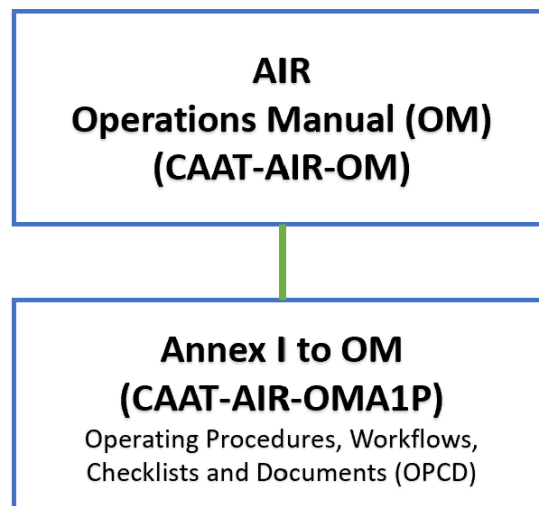 AIR
Operations Manual (OM)
(CAAT-AIR-OM)
Annex I to OM
(CAAT-AIR-OMA1P)
Operating Procedures, Workflows,
Checklists and Documents (OPCD)